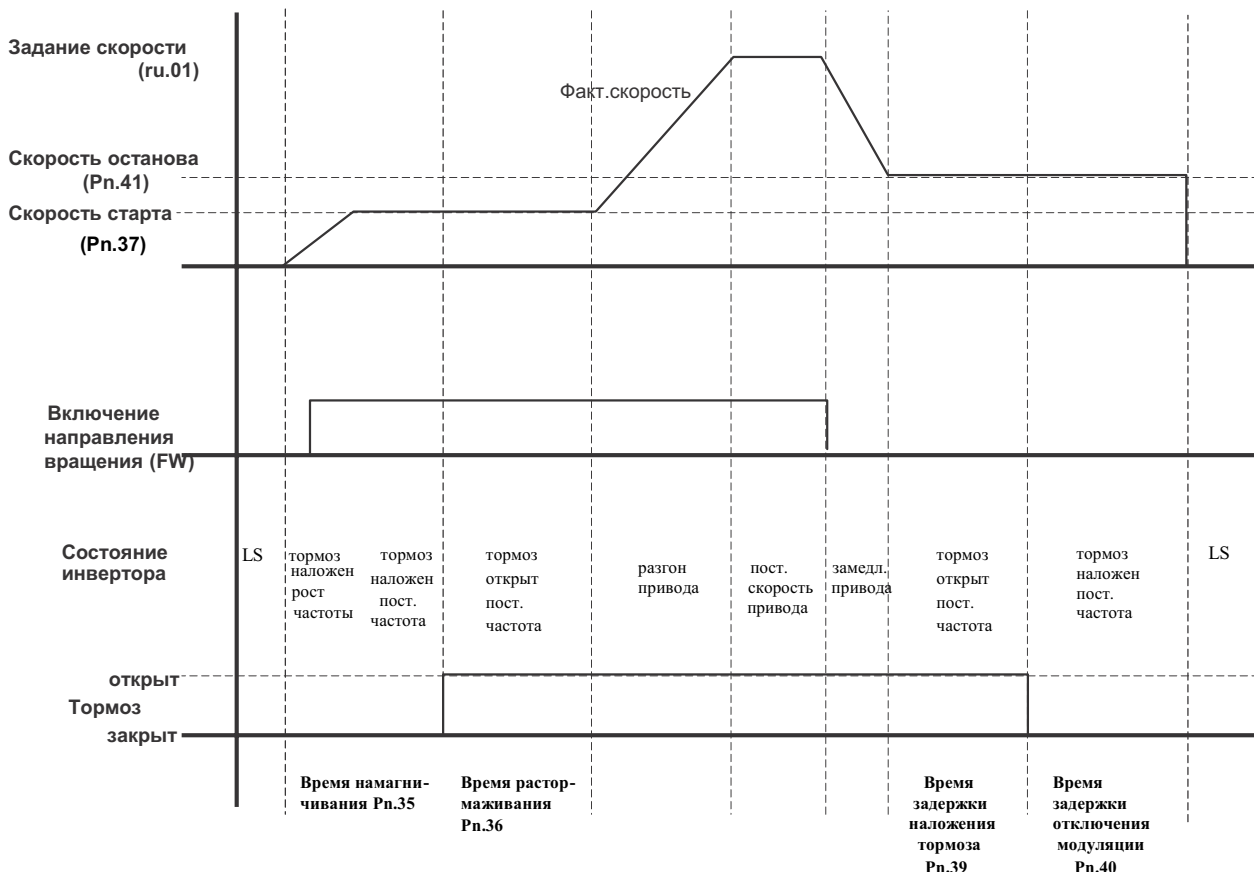 Задание скорости
(ru.01)
Факт.скорость
Скорость останова
(Pn.41)
Скорость старта
(Pn.37)
Включение
направления
вращения (FW)
Состояние
инвертора
LS
тормоз
наложен
рост
частоты
тормоз
наложен
пост.
частота
тормоз
открыт
пост.
частота
разгон
привода
пост.
скорость
привода
замедл.
привода
тормоз
открыт
пост.
частота
тормоз
наложен
пост.
частота
LS
открыт
Тормоз
закрыт
Время намагни-
чивания Pn.35
Время растор-
маживания
Pn.36
Время
задержки
наложения
тормоза
Pn.39
Время
задержки
отключения
модуляции
Pn.40